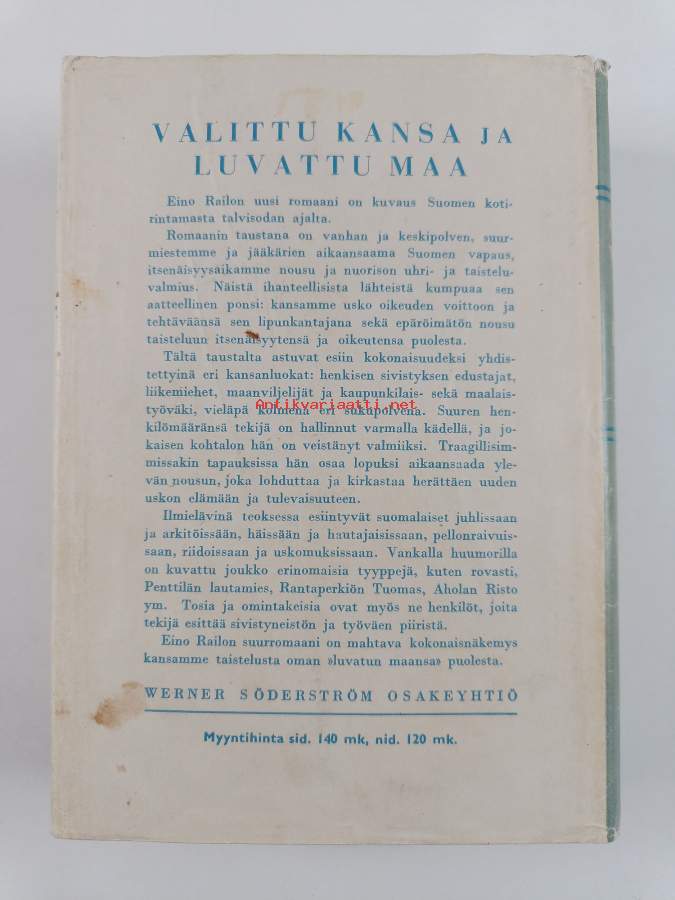 VALITTU KANSA JA
LUVATTU MAA
Eino Railon uusi romaani on kuvaus Suomen koti-
rintamasta talvisodan ajalta.
Romaanin taustana on vanhan ja keskipolven, suur-
miestemme ja jääkärien aikaansaama Suomen vapaus,
itsenäisyysaikamme nousu ja nuorison uhri- ja taistelu-
valmius. Näistä ihanteellisista lähteistä kumpuaa sen
aatteellinen ponsi: kansamme usko oikeuden voittoon ja
tehtäväänsä sen lipunkantajana sekä epäröimätön nousu
taisteluun itsenäisyytensä ja oikeutensa puolesta.
Tältä taustalta astuvat esiin kokonaisuudeksi yhdis-
tettyinä eri kansanluokat: henkisen sivistyksen edustajat,
liikemiehet, maanviljelijät ja kaupunkilais- sekä maalais-
Antikvariaatti.net
työväki, vieläpä kolmena eri sukupolvena. Suuren hen-
kilömääränsä tekijä on hallinnut varmalla kädellä, ja jo-
kaisen kohtalon hän on veistänyt valmiiksi. Traagillisim-
missakin tapauksissa hän osaa lopuksi aikaansaada yle-
vän nousun, joka lohduttaa ja kirkastaa herättäen uuden
uskon elämään ja tulevaisuuteen.
Ilmielävinä teoksessa esiintyvät suomalaiset juhlissaan
ja arkitöissään, häissään ja hautajaisissaan, pellonraivuis-
saan, riidoissaan ja uskomuksissaan. Vankalla huumorilla
on kuvattu joukko erinomaisia tyyppejä, kuten rovasti,
Penttilän lautamies, Rantaperkiön Tuomas, Aholan Risto
ym. Tosia ja omintakeisia ovat myös ne henkilöt, joita
tekijä esittää sivistyneistön ja työväen piiristä.
Eino Railon suurromaani on mahtava kokonaisnäkemys
kansamme taistelusta oman »luvatun maansa» puolesta.
WERNER SÖDERSTRÖM OSAKEYHTIÖ
Myyntihinta sid. 140 mk, nid. 120 mk.